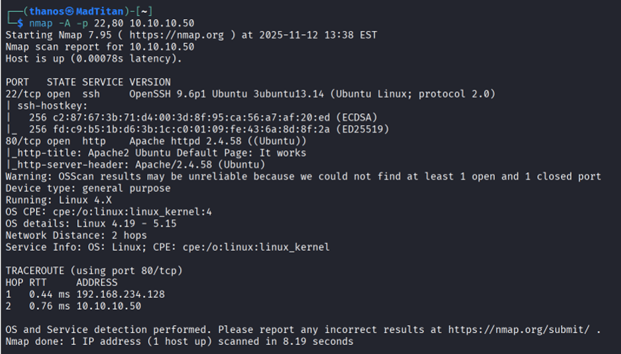 ┌──(thanos㉿MadTitan)-[~]
└─$ nmap -A -p 22,80 10.10.10.50
Starting Nmap 7.95 ( https://nmap.org ) at 2025-11-12 13:38 EST
Nmap scan report for 10.10.10.50
Host is up (0.00078s latency).

PORT   STATE SERVICE VERSION
22/tcp open  ssh     OpenSSH 9.6p1 Ubuntu 3ubuntu13.14 (Ubuntu Linux; protocol 2.0)
| ssh-hostkey:
|   256 c2:87:67:3b:71:d4:00:3d:8f:95:ca:56:a7:af:20:ed (ECDSA)
|_  256 fd:c9:b5:1b:d6:3b:1c:c0:01:09:fe:43:6a:8d:8f:2a (ED25519)
80/tcp open  http    Apache httpd 2.4.58 ((Ubuntu))
|_http-title: Apache2 Ubuntu Default Page: It works
|_http-server-header: Apache/2.4.58 (Ubuntu)
Warning: OSScan results may be unreliable because we could not find at least 1 open and 1 closed port
Device type: general purpose
Running: Linux 4.X
OS CPE: cpe:/o:linux:linux_kernel:4
OS details: Linux 4.19 - 5.15
Network Distance: 2 hops
Service Info: OS: Linux; CPE: cpe:/o:linux:linux_kernel

TRACEROUTE (using port 80/tcp)
HOP RTT     ADDRESS
1   0.44 ms 192.168.234.128
2   0.76 ms 10.10.10.50

OS and Service detection performed. Please report any incorrect results at https://nmap.org/submit/ .
Nmap done: 1 IP address (1 host up) scanned in 8.19 seconds